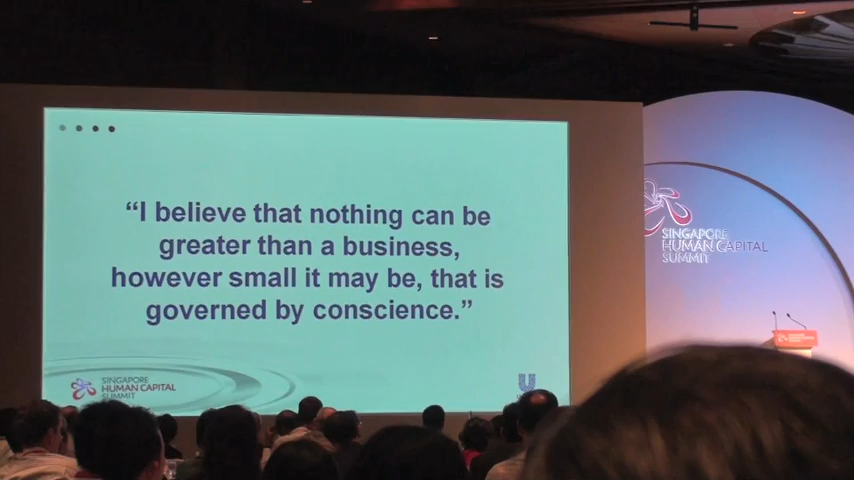 “I believe that nothing can be
greater than a business,
however small it may be, that is
governed by conscience.”
SINGAPORE
HUMAN CAPITAL
SUMMIT
SINGAPORE
HUMAN CAPITAL
SUMMIT